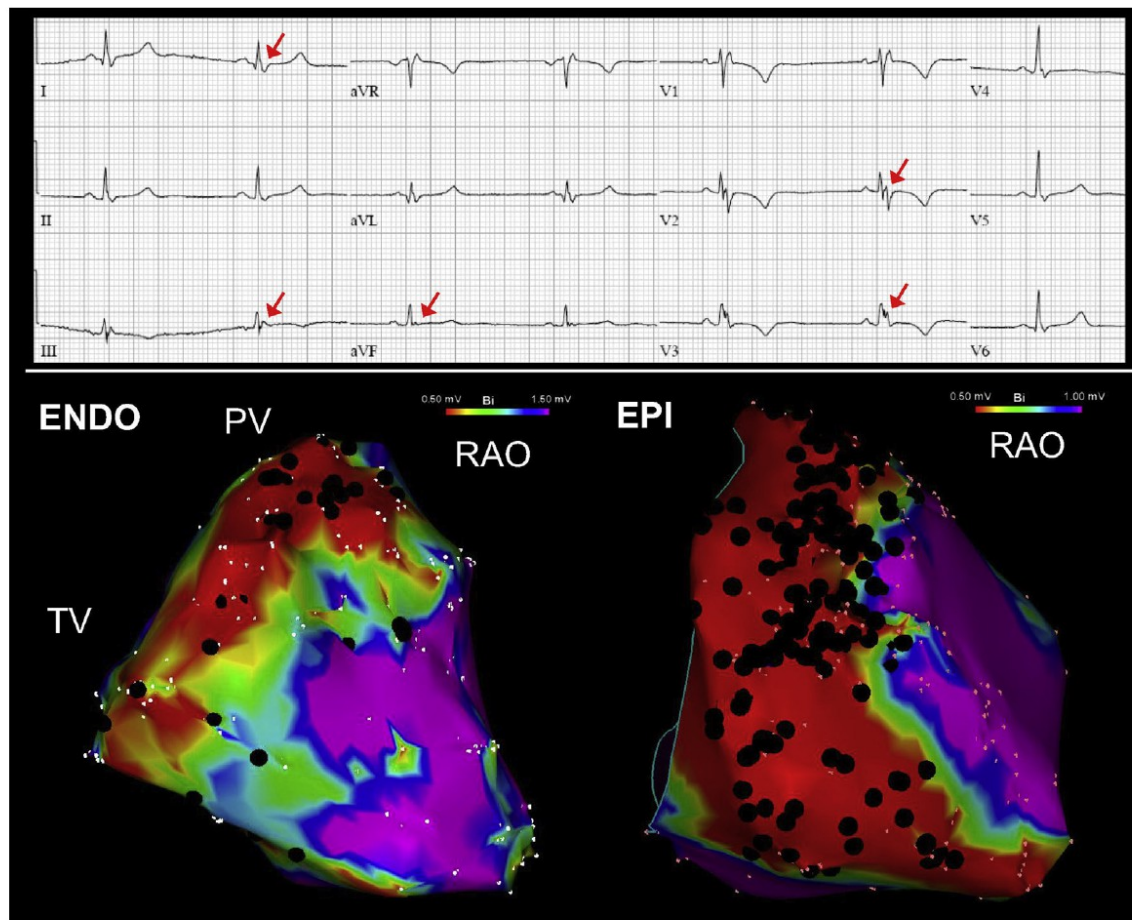 I aVR V1 V4
II aVL V2 V5
III aVF V3 V6
ENDO PV 0.50 mV Bi 1.50 mV RAO
TV
EPI 0.50 mV Bi 1.00 mV RAO